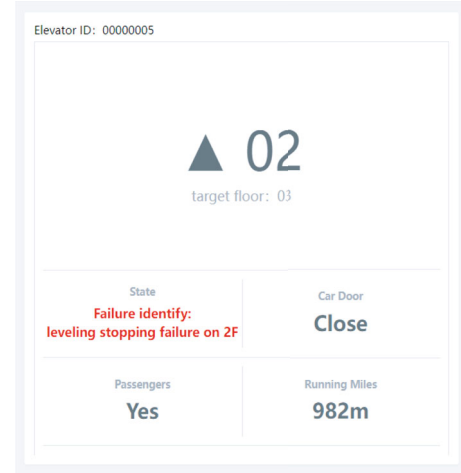 Elevator ID: 00000005
▲ 02
target floor: 03
State
Failure identify:
leveling stopping failure on 2F
Car Door
Close
Passengers
Yes
Running Miles
982m